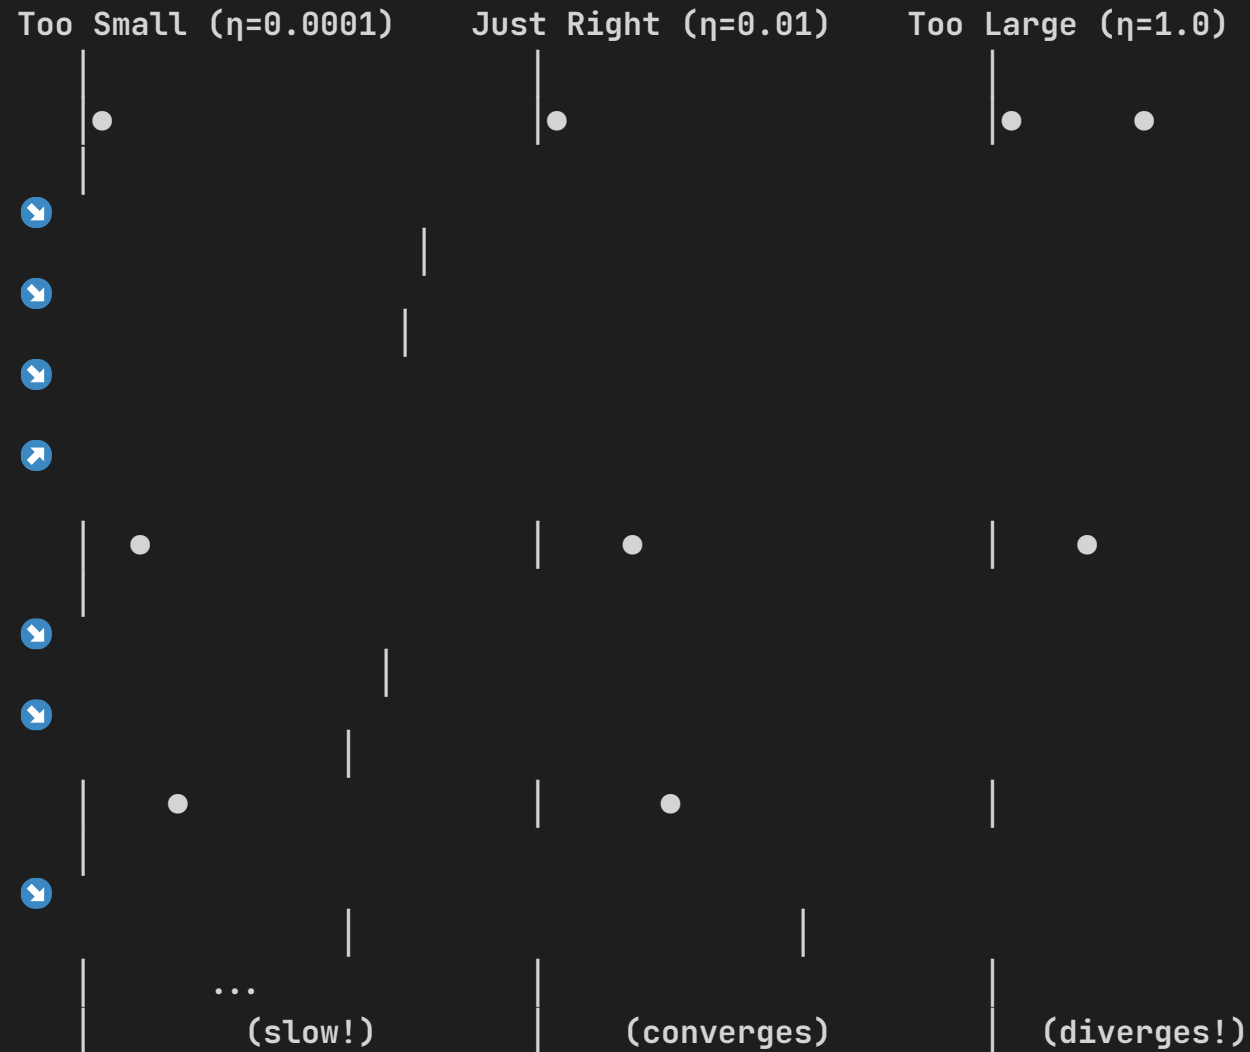 Too Small (η=0.0001)    Just Right (η=0.01)    Too Large (η=1.0)
|                       |                       |
|●                      |●                      |●      ●
|
↘
|
↘
|
↘
↗
|  ●                    |    ●                  |    ●
|
↘
|
↘
|
|    ●                  |      ●                |
|
↘
|                       |
|      ...              |                       |
|        (slow!)        |    (converges)        |  (diverges!)